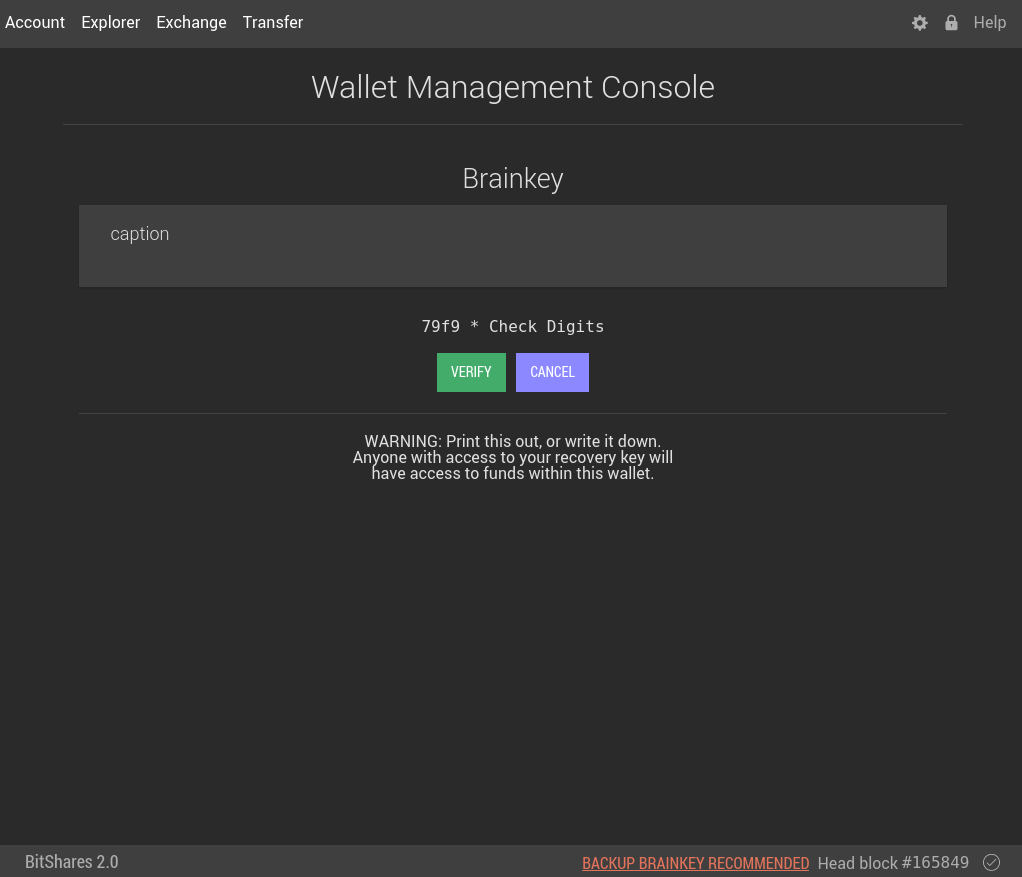 Account Explorer Exchange Transfer Help
Wallet Management Console
Brainkey
caption
79f9 * Check Digits
VERIFY CANCEL
WARNING: Print this out, or write it down.
Anyone with access to your recovery key will
have access to funds within this wallet.
BitShares 2.0 BACKUP BRAINKEY RECOMMENDED Head block #165849